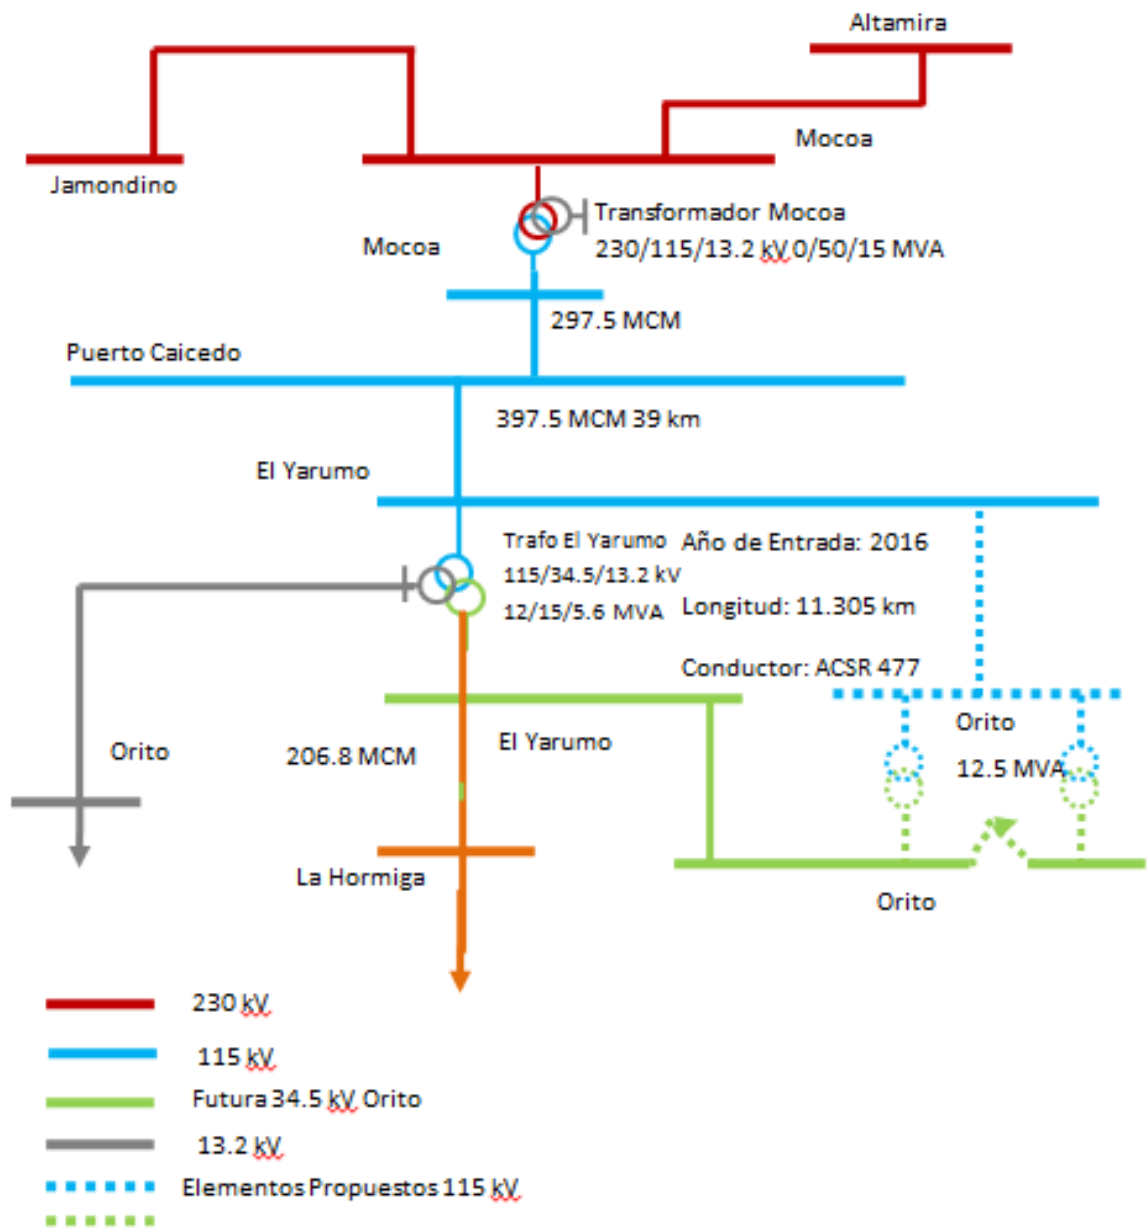 Altamira
Mocoa
Jamondino
Transformador Mocoa
230/115/13.2 kV 0/50/15 MVA
Mocoa
297.5 MCM
Puerto Caicedo
397.5 MCM 39 km
El Yarumo
Trafo El Yarumo
115/34.5/13.2 kV
12/15/5.6 MVA
Año de Entrada: 2016
Longitud: 11.305 km
Conductor: ACSR 477
Orito
12.5 MVA
Orito
206.8 MCM
El Yarumo
La Hormiga
Orito
230 kV
115 kV
Futura 34.5 kV Orito
13.2 kV
Elementos Propuestos 115 kV